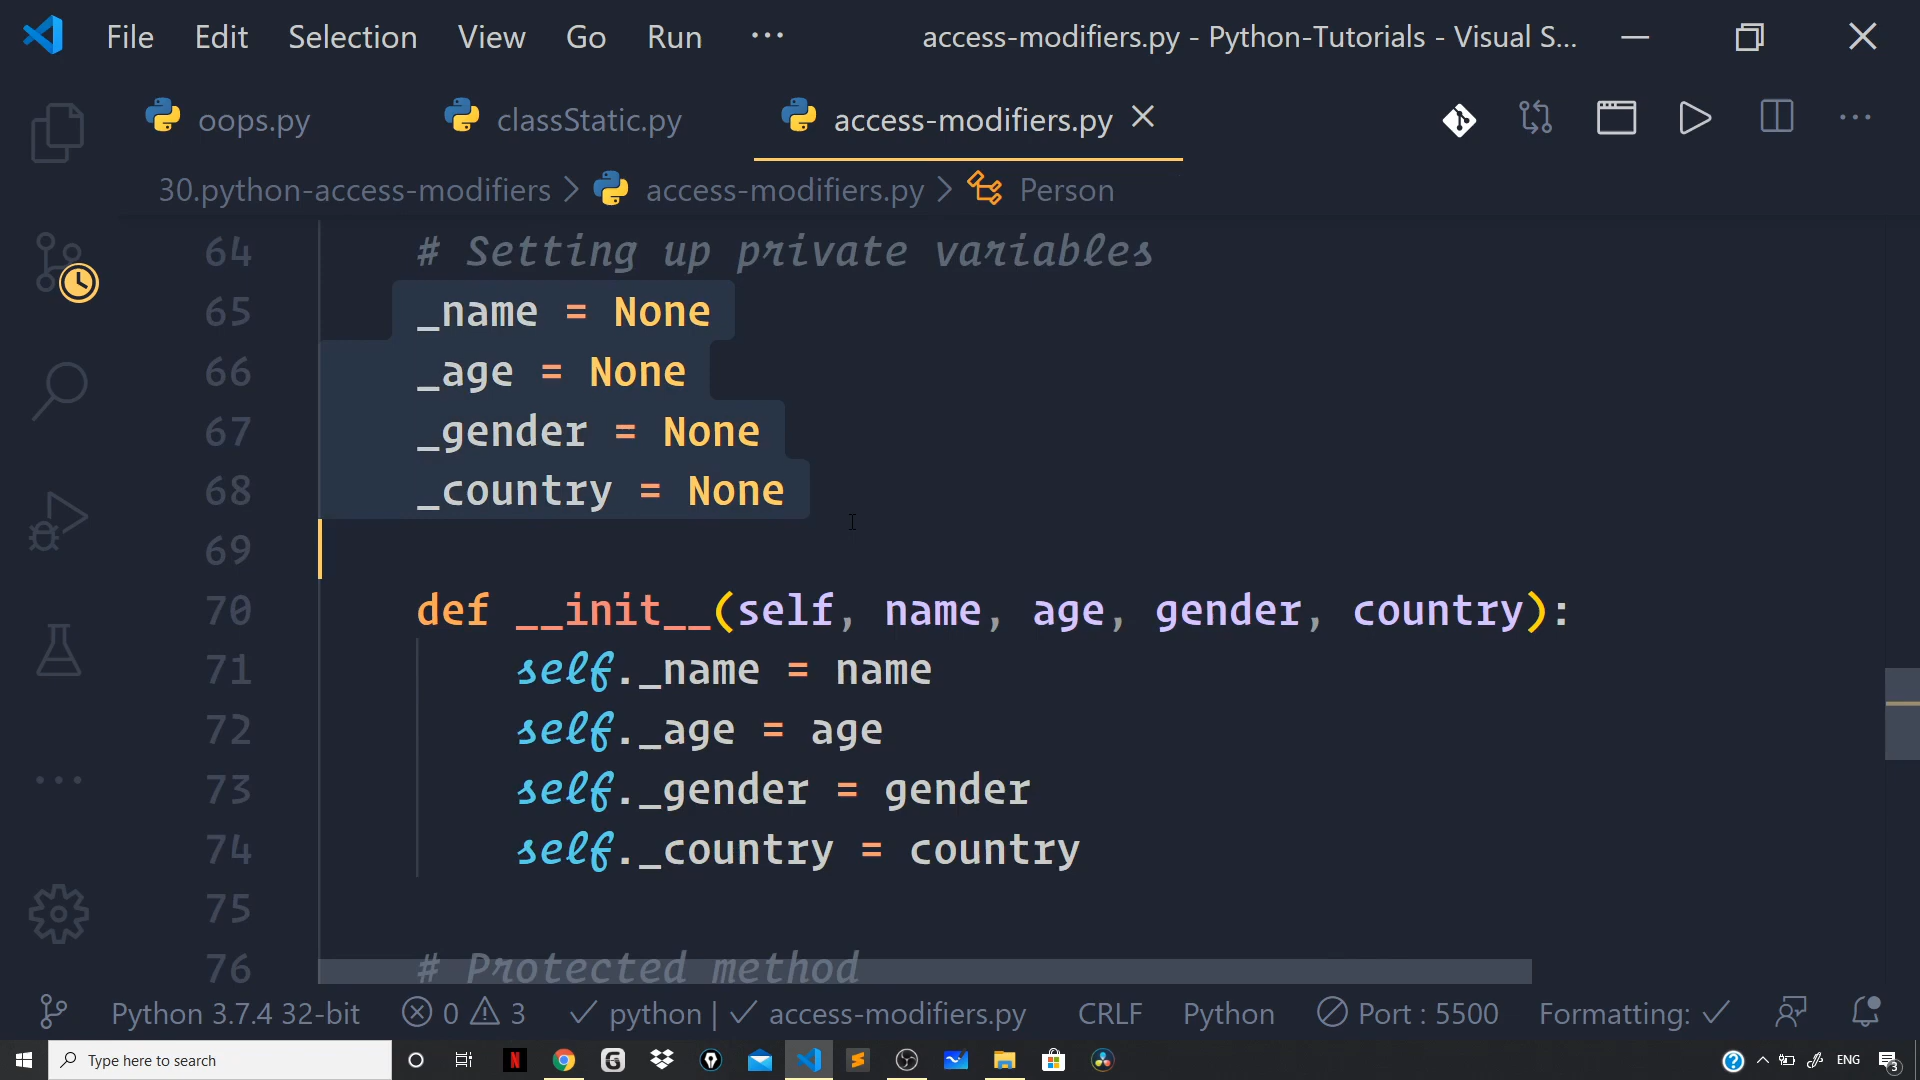 File Edit Selection View Go Run ··· access-modifiers.py - Python-Tutorials - Visual S...
oops.py classStatic.py access-modifiers.py
30.python-access-modifiers > access-modifiers.py > Person
64 # Setting up private variables
65 _name = None
66 _age = None
67 _gender = None
68 _country = None
69
70 def __init__(self, name, age, gender, country):
71 self._name = name
72 self._age = age
73 self._gender = gender
74 self._country = country
75
76 # Protected method
Python 3.7.4 32-bit 0 3 python | access-modifiers.py CRLF Python Port : 5500 Formatting:
Type here to search ENG 3